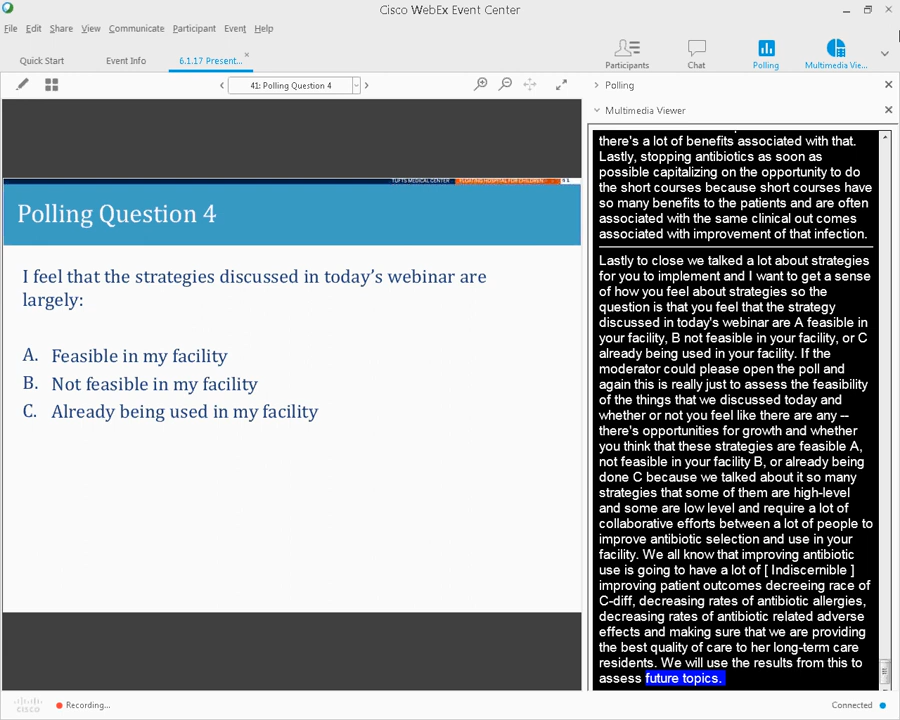 Cisco WebEx Event Center
File Edit Share View Communicate Participant Event Help
Quick Start Event Info 6.1.17 Present...
Participants Chat Polling Multimedia Vie...
41: Polling Question 4
Polling
Multimedia Viewer
TUFTS MEDICAL CENTER FLOATING HOSPITAL FOR CHILDREN
Polling Question 4
I feel that the strategies discussed in today's webinar are
largely:
A. Feasible in my facility
B. Not feasible in my facility
C. Already being used in my facility
there's a lot of benefits associated with that.
Lastly, stopping antibiotics as soon as
possible capitalizing on the opportunity to do
the short courses because short courses have
so many benefits to the patients and are often
associated with the same clinical out comes
associated with improvement of that infection.
Lastly to close we talked a lot about strategies
for you to implement and I want to get a sense
of how you feel about strategies so the
question is that you feel that the strategy
discussed in today's webinar are A feasible in
your facility, B not feasible in your facility, or C
already being used in your facility. If the
moderator could please open the poll and
again this is really just to assess the feasibility
of the things that we discussed today and
whether or not you feel like there are any --
there's opportunities for growth and whether
you think that these strategies are feasible A,
not feasible in your facility B, or already being
done C because we talked about it so many
strategies that some of them are high-level
and some are low level and require a lot of
collaborative efforts between a lot of people to
improve antibiotic selection and use in your
facility. We all know that improving antibiotic
use is going to have a lot of [ Indiscernible ]
improving patient outcomes decreeing race of
C-diff, decreasing rates of antibiotic allergies,
decreasing rates of antibiotic related adverse
effects and making sure that we are providing
the best quality of care to her long-term care
residents. We will use the results from this to
assess future topics.
cisco Recording... Connected